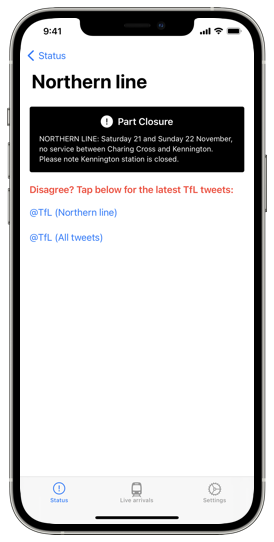 9:41
Status
Northern line
Part Closure
NORTHERN LINE: Saturday 21 and Sunday 22 November,
no service between Charing Cross and Kennington.
Please note Kennington station is closed.
Disagree? Tap below for the latest TfL tweets:
@TfL (Northern line)
@TfL (All tweets)
Status
Live arrivals
Settings